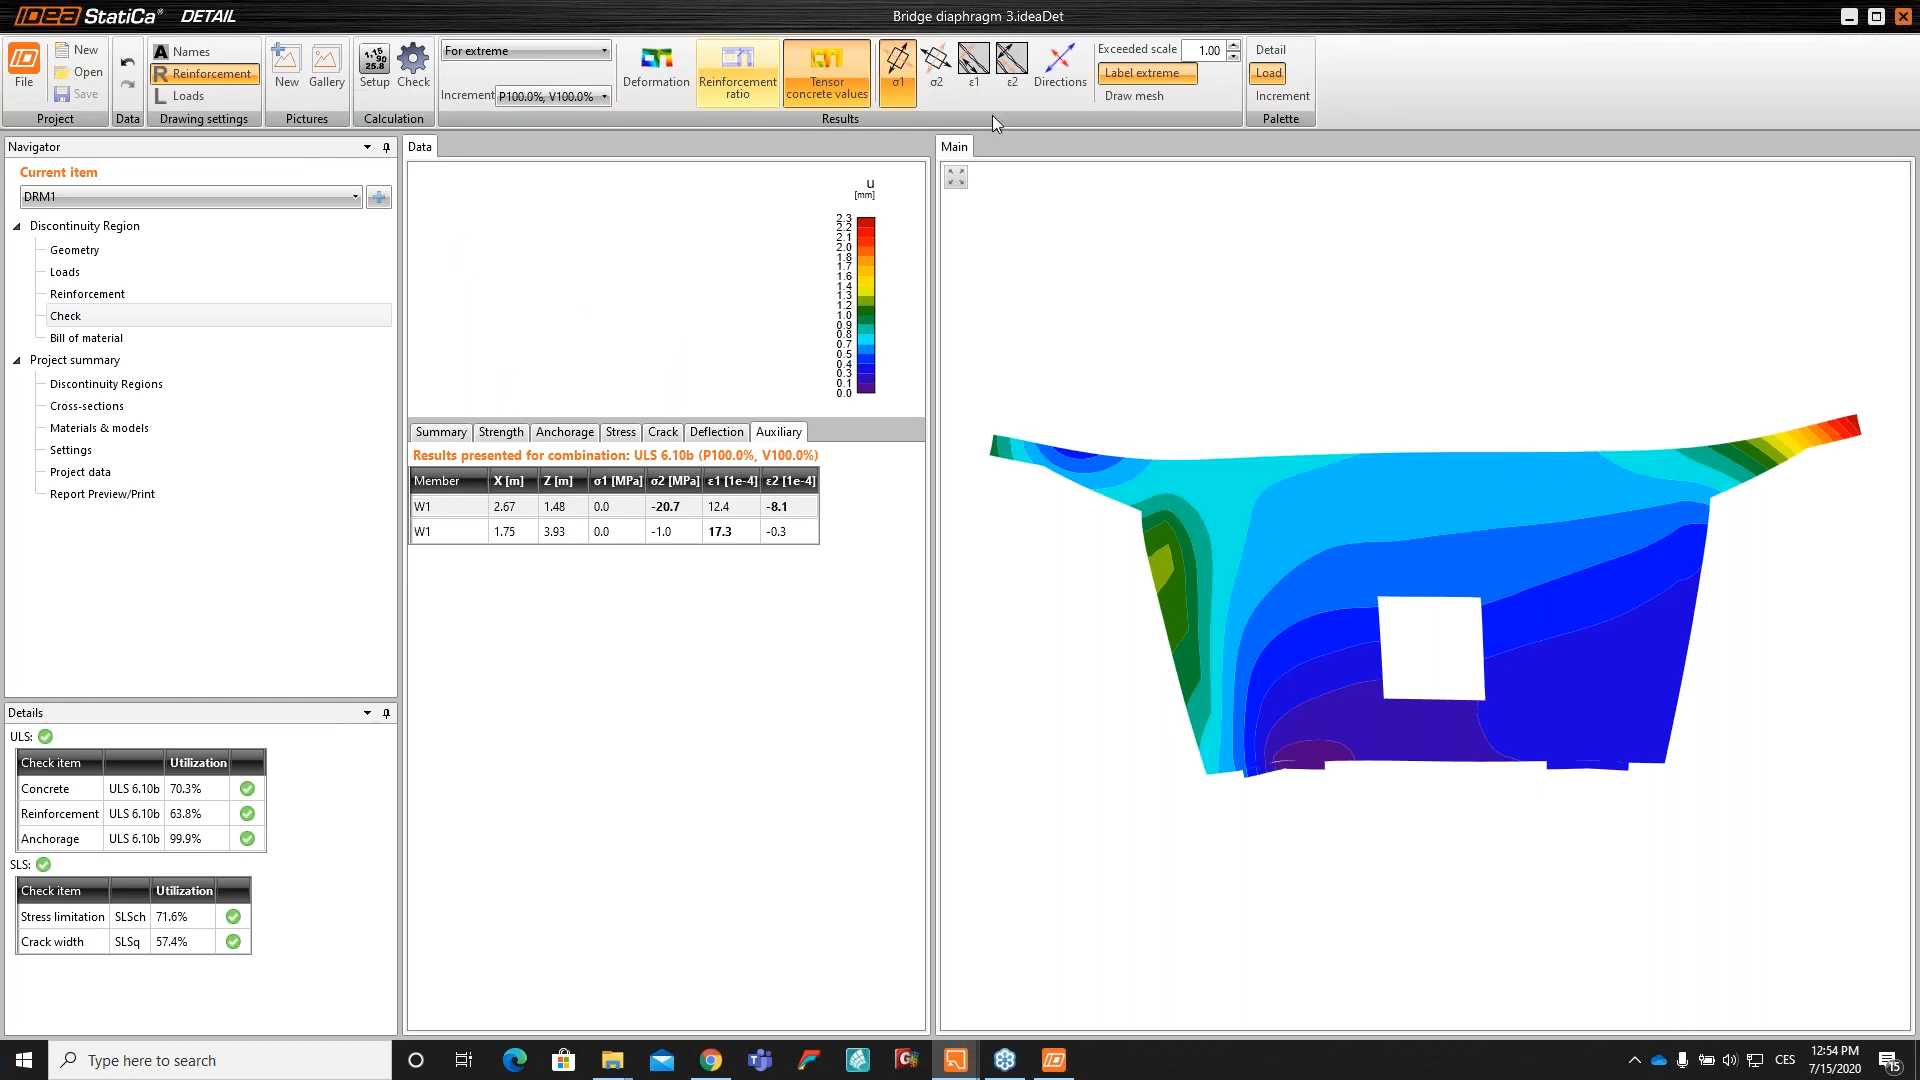 IDEA StatiCa® DETAIL
Bridge diaphragm 3.ideaDet
File
New
Open
Save
Project
Data
A Names
R Reinforcement
L Loads
Drawing settings
New
Gallery
Pictures
Setup
Check
Calculation
For extreme
Increment P100.0%, V100.0%
Deformation
Reinforcement ratio
Tensor concrete values
σ1
σ2
ε1
ε2
Directions
Exceeded scale 1.00
Label extreme
Draw mesh
Results
Detail
Load
Increment
Palette
Navigator
Current item
DRM1
Discontinuity Region
Geometry
Loads
Reinforcement
Check
Bill of material
Project summary
Discontinuity Regions
Cross-sections
Materials & models
Settings
Project data
Report Preview/Print
Details
ULS:
Check item Utilization
Concrete ULS 6.10b 70.3%
Reinforcement ULS 6.10b 63.8%
Anchorage ULS 6.10b 99.9%
SLS:
Check item Utilization
Stress limitation SLSch 71.6%
Crack width SLSq 57.4%
Data
u
[mm]
2.3
2.2
2.1
2.0
1.8
1.7
1.6
1.4
1.3
1.2
1.0
0.9
0.8
0.7
0.5
0.4
0.3
0.1
0.0
Summary Strength Anchorage Stress Crack Deflection Auxiliary
Results presented for combination: ULS 6.10b (P100.0%, V100.0%)
Member X [m] Z [m] σ1 [MPa] σ2 [MPa] ε1 [1e-4] ε2 [1e-4]
W1 2.67 1.48 0.0 -20.7 12.4 -8.1
W1 1.75 3.93 0.0 -1.0 17.3 -0.3
Main
Type here to search
CES
12:54 PM
7/15/2020
15